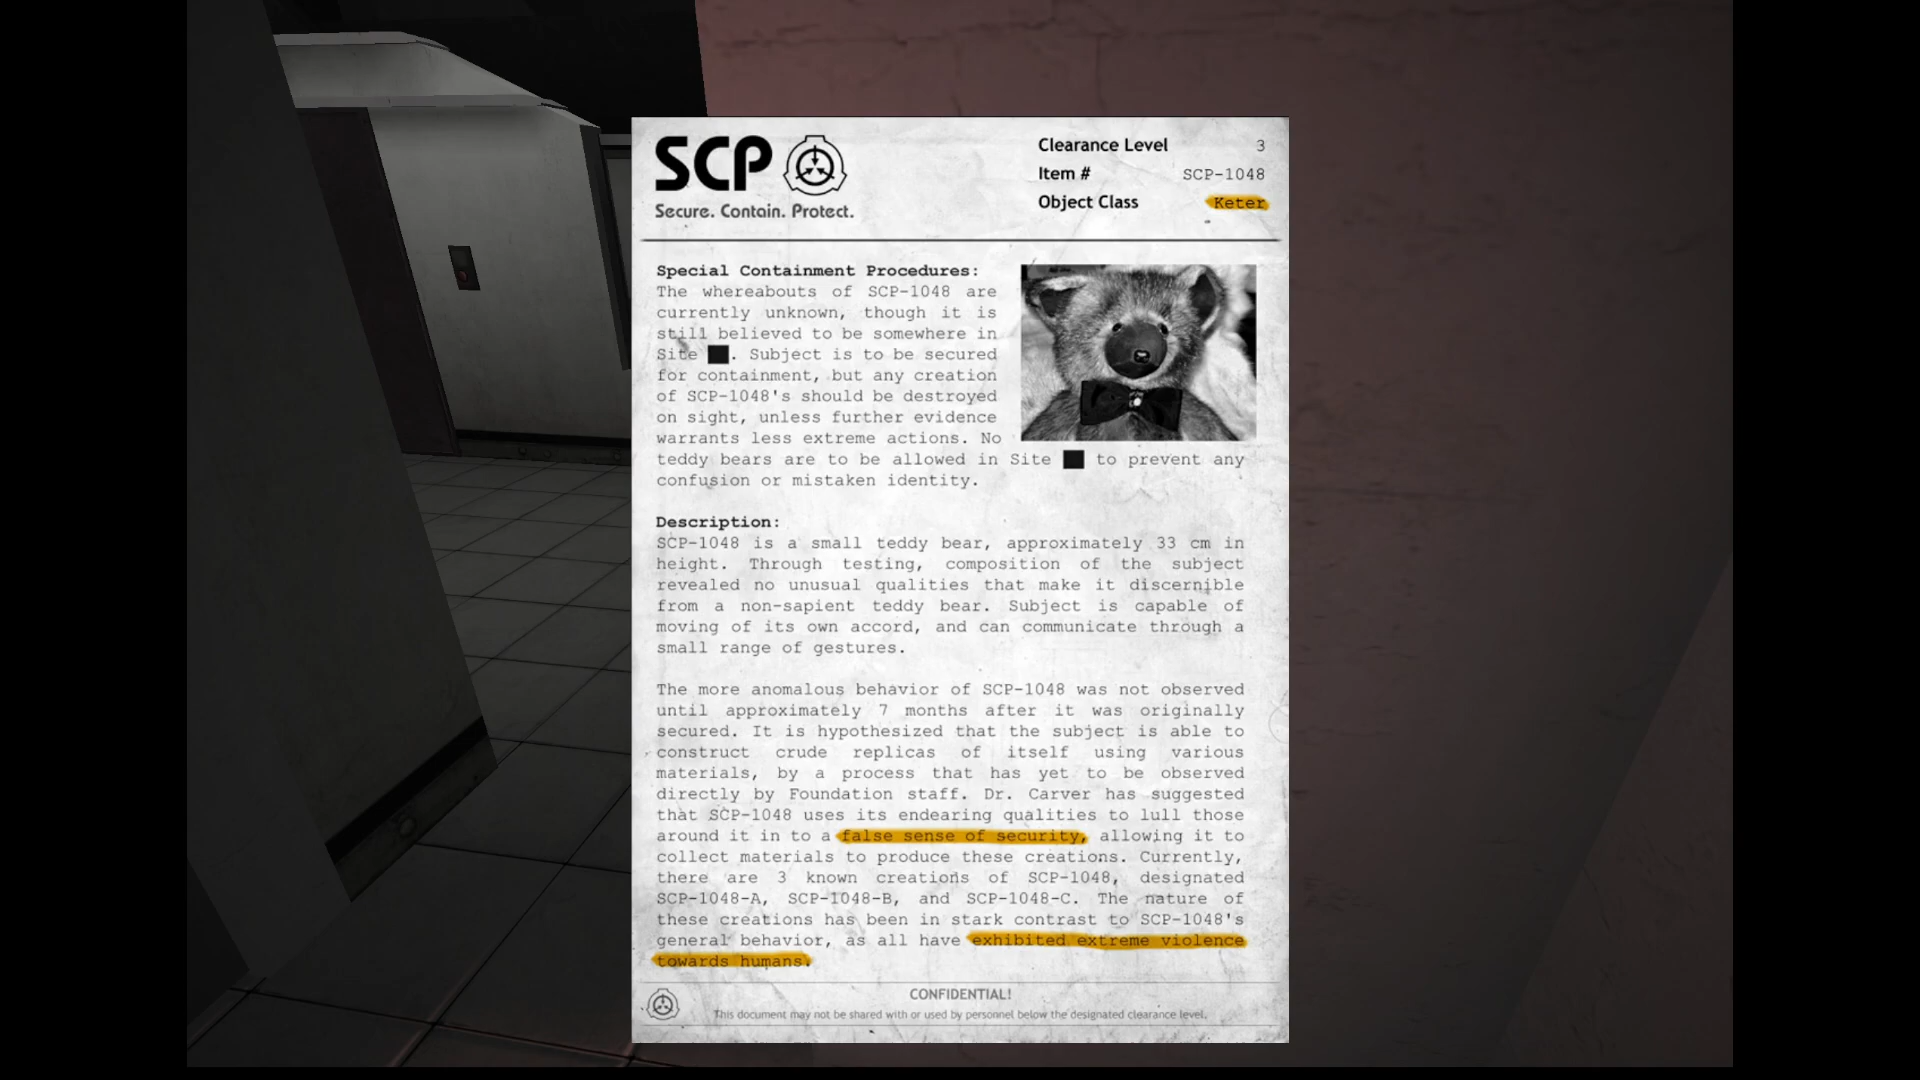 SCP
Secure. Contain. Protect.
Clearance Level 3
Item # SCP-1048
Object Class Keter
Special Containment Procedures:
The whereabouts of SCP-1048 are
currently unknown, though it is
still believed to be somewhere in
Site ■. Subject is to be secured
for containment, but any creation
of SCP-1048's should be destroyed
on sight, unless further evidence
warrants less extreme actions. No
teddy bears are to be allowed in Site ■ to prevent any
confusion or mistaken identity.
Description:
SCP-1048 is a small teddy bear, approximately 33 cm in
height. Through testing, composition of the subject
revealed no unusual qualities that make it discernible
from a non-sapient teddy bear. Subject is capable of
moving of its own accord, and can communicate through a
small range of gestures.
The more anomalous behavior of SCP-1048 was not observed
until approximately 7 months after it was originally
secured. It is hypothesized that the subject is able to
construct crude replicas of itself using various
materials, by a process that has yet to be observed
directly by Foundation staff. Dr. Carver has suggested
that SCP-1048 uses its endearing qualities to lull those
around it in to a false sense of security, allowing it to
collect materials to produce these creations. Currently,
there are 3 known creations of SCP-1048, designated
SCP-1048-A, SCP-1048-B, and SCP-1048-C. The nature of
these creations has been in stark contrast to SCP-1048's
general behavior, as all have exhibited extreme violence
towards humans.
CONFIDENTIAL!
This document may not be shared with or used by personnel below the designated clearance level.